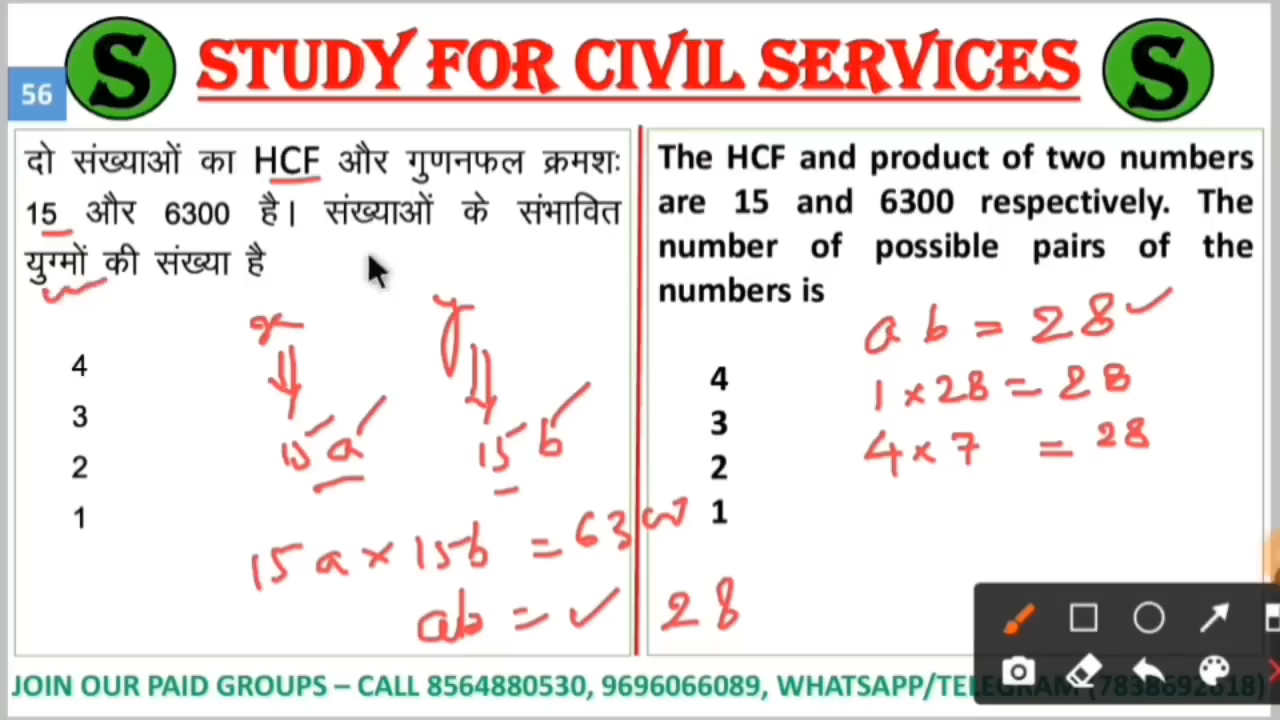 S STUDY FOR CIVIL SERVICES S
56
दो संख्याओं का HCF और गुणनफल क्रमशः
15 और 6300 है। संख्याओं के संभावित
युग्मों की संख्या है
4
3
2
1
x y
15a 15b
15a × 15b = 6300
ab = ✓ 28
The HCF and product of two numbers
are 15 and 6300 respectively. The
number of possible pairs of the
numbers is
4
3
2
1
ab = 28 ✓
1 × 28 = 28
4 × 7 = 28
JOIN OUR PAID GROUPS – CALL 8564880530, 9696066089, WHATSAPP/TELEGRAM (7838692618)